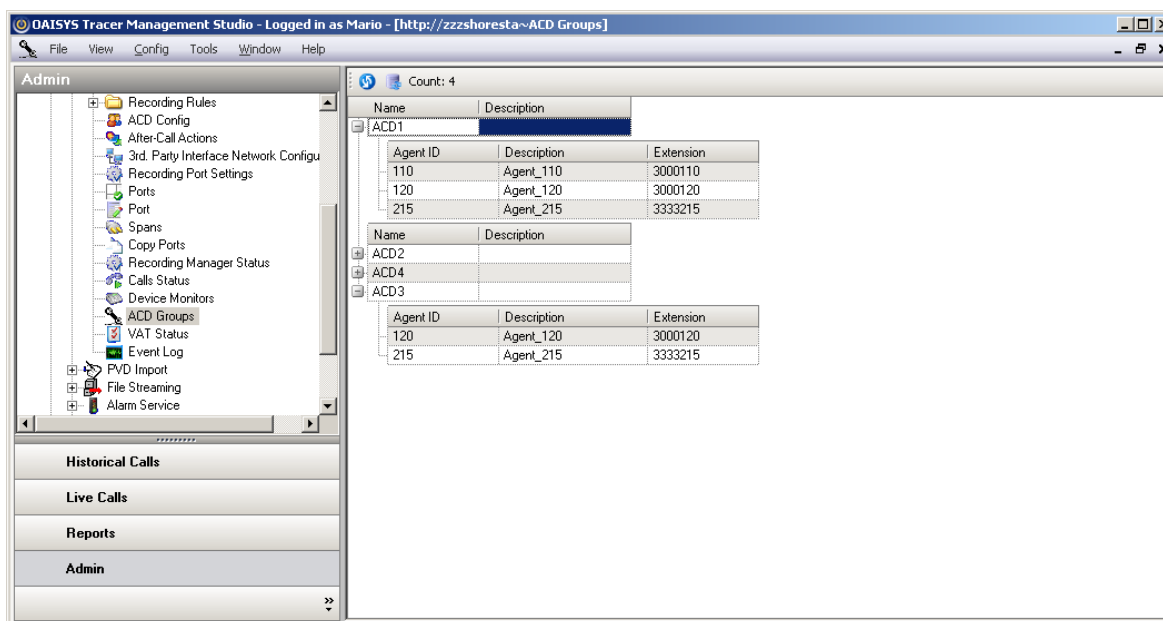 OAISYS Tracer Management Studio - Logged in as Mario - [http://zzzshoresta~ACD Groups]
File View Config Tools Window Help
Admin
Recording Rules
ACD Config
After-Call Actions
3rd. Party Interface Network Configu
Recording Port Settings
Ports
Port
Spans
Copy Ports
Recording Manager Status
Calls Status
Device Monitors
ACD Groups
VAT Status
Event Log
PVD Import
File Streaming
Alarm Service
Historical Calls
Live Calls
Reports
Admin
Count: 4
Name Description
ACD1
Agent ID Description Extension
110 Agent_110 3000110
120 Agent_120 3000120
215 Agent_215 3333215
Name Description
ACD2
ACD4
ACD3
Agent ID Description Extension
120 Agent_120 3000120
215 Agent_215 3333215